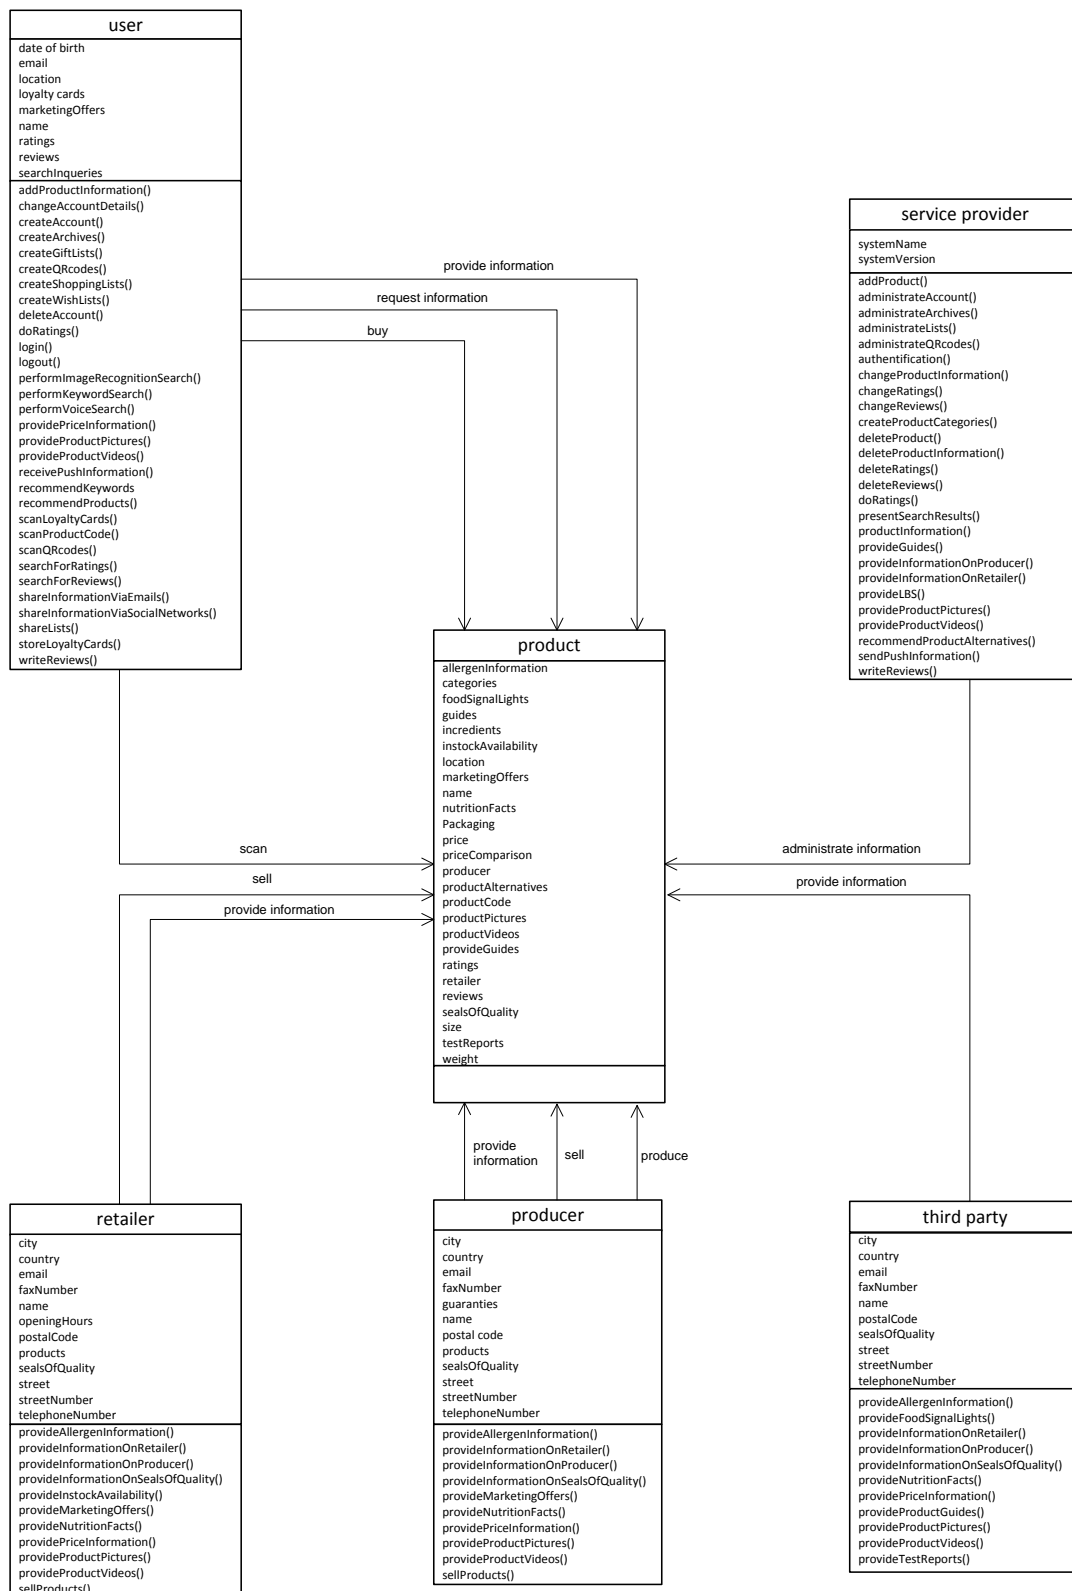 user
date of birth
email
location
loyalty cards
marketingOffers
name
ratings
reviews
searchInqueries
addProductInformation()
changeAccountDetails()
createAccount()
createArchives()
createGiftLists()
createQRcodes()
createShoppingLists()
createWishLists()
deleteAccount()
doRatings()
login()
logout()
performImageRecognitionSearch()
performKeywordSearch()
performVoiceSearch()
providePriceInformation()
provideProductPictures()
provideProductVideos()
receivePushInformation()
recommendKeywords
recommendProducts()
scanLoyaltyCards()
scanProductCode()
scanQRcodes()
searchForRatings()
searchForReviews()
shareInformationViaEmails()
shareInformationViaSocialNetworks()
shareLists()
storeLoyaltyCards()
writeReviews()
provide information
request information
buy
service provider
systemName
systemVersion
addProduct()
administrateAccount()
administrateArchives()
administrateLists()
administrateQRcodes()
authentification()
changeProductInformation()
changeRatings()
changeReviews()
createProductCategories()
deleteProduct()
deleteProductInformation()
deleteRatings()
deleteReviews()
doRatings()
presentSearchResults()
productInformation()
provideGuides()
provideInformationOnProducer()
provideInformationOnRetailer()
provideLBS()
provideProductPictures()
provideProductVideos()
recommendProductAlternatives()
sendPushInformation()
writeReviews()
product
allergenInformation
categories
foodSignalLights
guides
incredients
instockAvailability
location
marketingOffers
name
nutritionFacts
Packaging
price
priceComparison
producer
productAlternatives
productCode
productPictures
productVideos
provideGuides
ratings
retailer
reviews
sealsOfQuality
size
testReports
weight
scan
sell
provide information
administrate information
provide information
provide
information
sell
produce
retailer
city
country
email
faxNumber
name
openingHours
postalCode
products
sealsOfQuality
street
streetNumber
telephoneNumber
provideAllergenInformation()
provideInformationOnRetailer()
provideInformationOnProducer()
provideInformationOnSealsOfQuality()
provideInstockAvailability()
provideMarketingOffers()
provideNutritionFacts()
providePriceInformation()
provideProductPictures()
provideProductVideos()
sellProducts()
producer
city
country
email
faxNumber
guaranties
name
postal code
products
sealsOfQuality
street
streetNumber
telephoneNumber
provideAllergenInformation()
provideInformationOnRetailer()
provideInformationOnProducer()
provideInformationOnSealsOfQuality()
provideMarketingOffers()
provideNutritionFacts()
providePriceInformation()
provideProductPictures()
provideProductVideos()
sellProducts()
third party
city
country
email
faxNumber
name
postalCode
sealsOfQuality
street
streetNumber
telephoneNumber
provideAllergenInformation()
provideFoodSignalLights()
provideInformationOnRetailer()
provideInformationOnProducer()
provideInformationOnSealsOfQuality()
provideNutritionFacts()
providePriceInformation()
provideProductGuides()
provideProductPictures()
provideProductVideos()
provideTestReports()